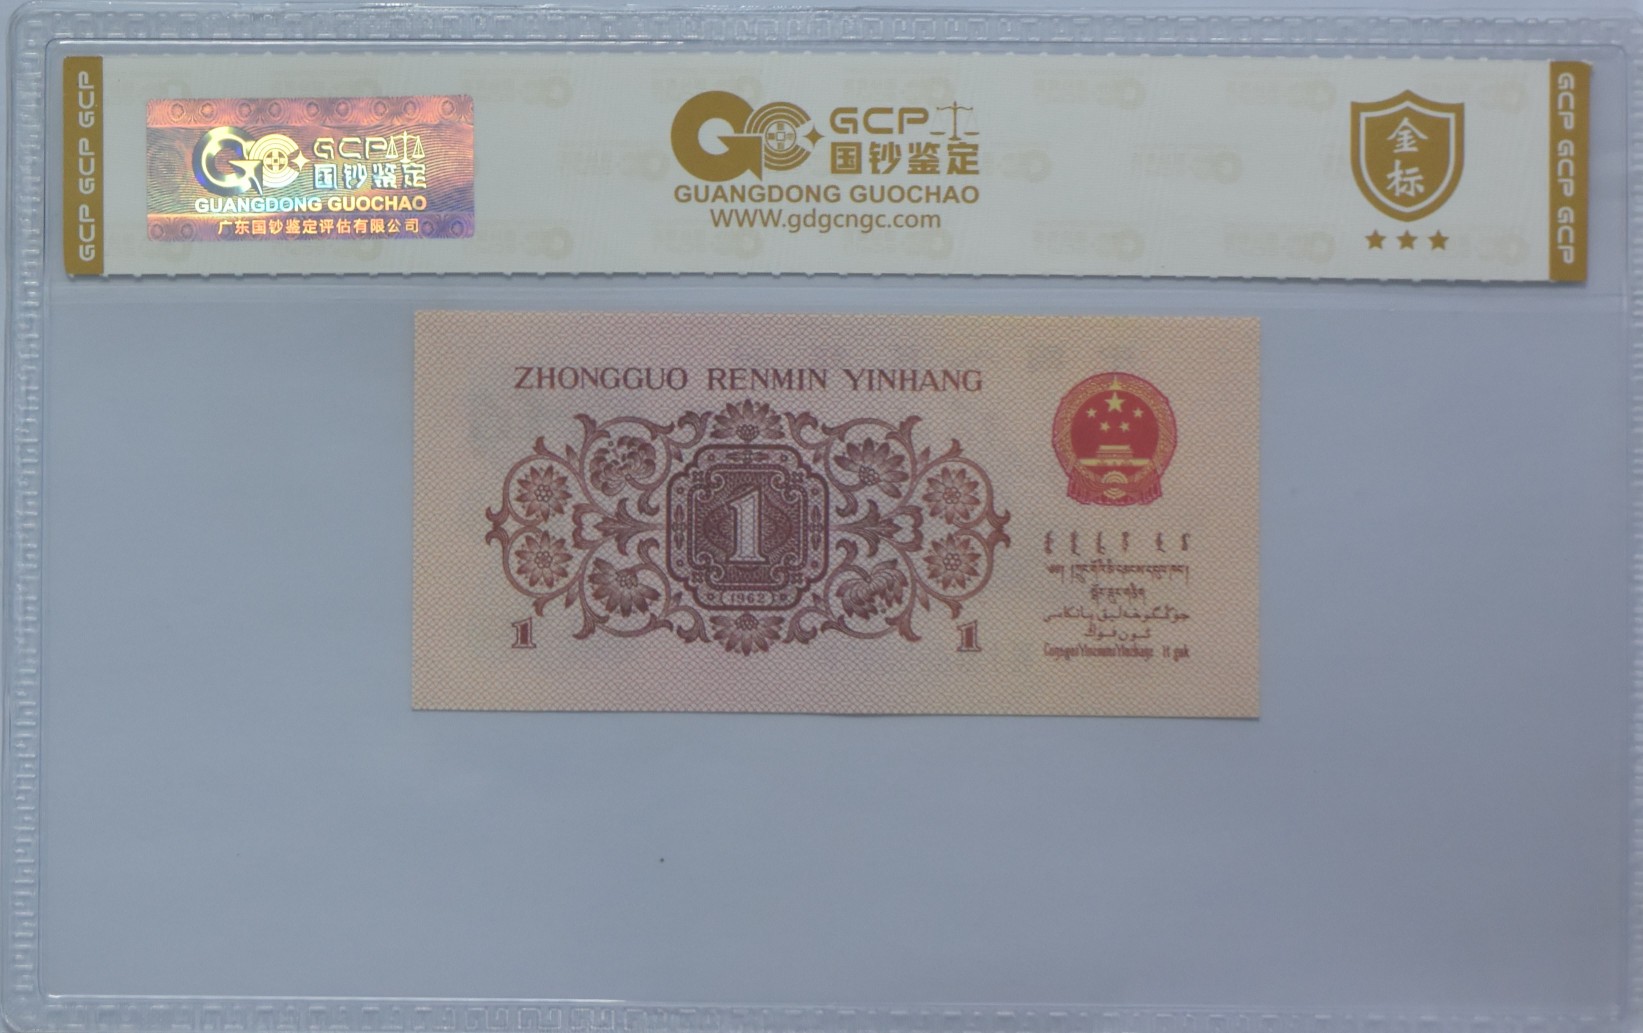 GCP GCP GCP
GCP
国钞鉴定
GUANGDONG GUOCHAO
广东国钞鉴定评估有限公司
GCP
国钞鉴定
GUANGDONG GUOCHAO
WWW.gdgcngc.com
金
标
GCP GCP GCP GCP
ZHONGGUO RENMIN YINHANG
1
(1962)
1
1